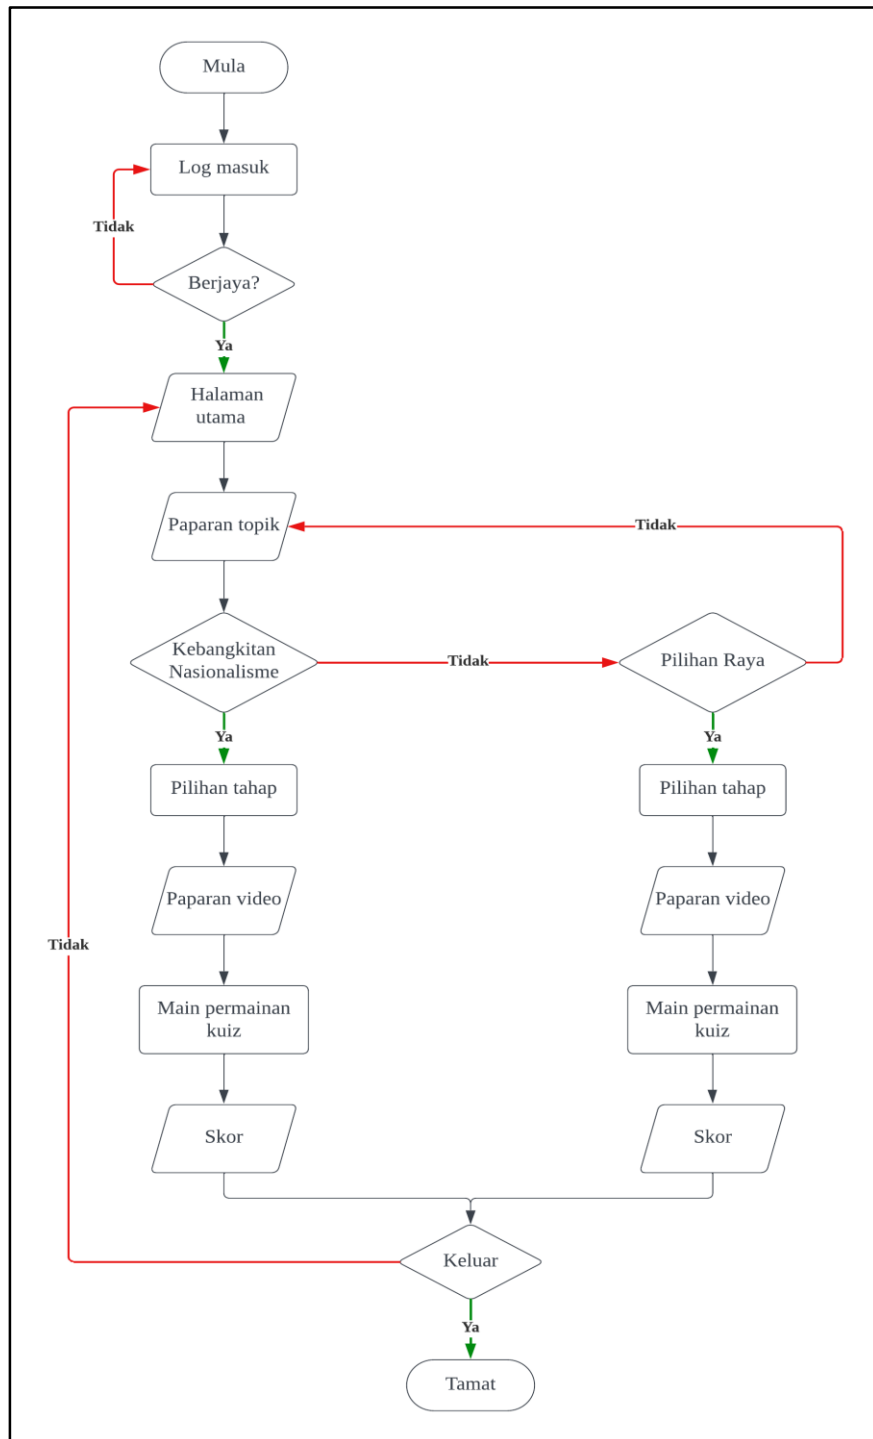 Mula
Log masuk
Tidak
Berjaya?
Ya
Halaman
utama
Paparan topik
Tidak
Kebangkitan
Nasionalisme
Tidak
Pilihan Raya
Ya
Ya
Pilihan tahap
Pilihan tahap
Paparan video
Paparan video
Tidak
Main permainan
kuiz
Main permainan
kuiz
Skor
Skor
Keluar
Ya
Tamat